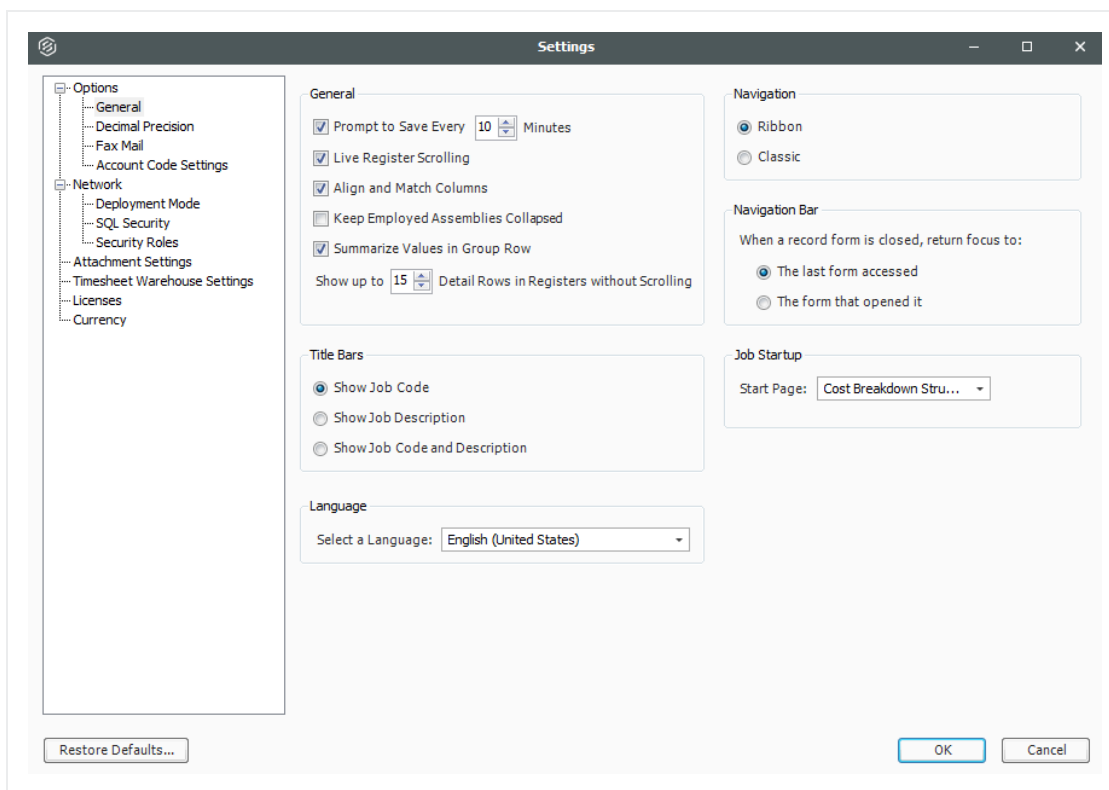 Settings
Options
General
Decimal Precision
Fax Mail
Account Code Settings
Network
Deployment Mode
SQL Security
Security Roles
Attachment Settings
Timesheet Warehouse Settings
Licenses
Currency
General
Prompt to Save Every 10 Minutes
Live Register Scrolling
Align and Match Columns
Keep Employed Assemblies Collapsed
Summarize Values in Group Row
Show up to 15 Detail Rows in Registers without Scrolling
Title Bars
Show Job Code
Show Job Description
Show Job Code and Description
Language
Select a Language: English (United States)
Navigation
Ribbon
Classic
Navigation Bar
When a record form is closed, return focus to:
The last form accessed
The form that opened it
Job Startup
Start Page: Cost Breakdown Stru...
Restore Defaults...
OK
Cancel